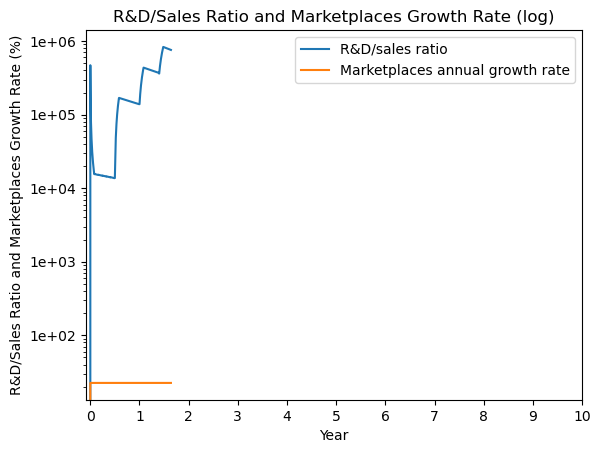 R&D/Sales Ratio and Marketplaces Growth Rate (log)
R&D/Sales Ratio and Marketplaces Growth Rate (%)
1e+06
1e+05
1e+04
1e+03
1e+02
R&D/sales ratio
Marketplaces annual growth rate
0 1 2 3 4 5 6 7 8 9 10
Year